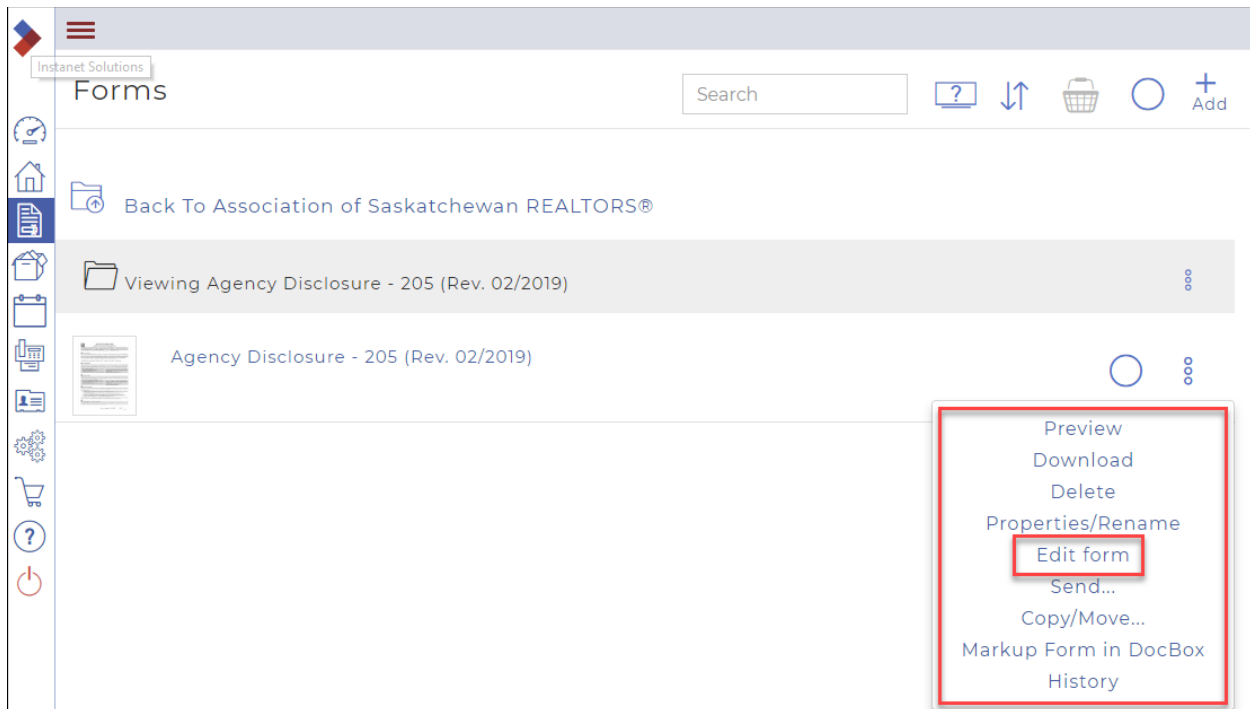 Instanet Solutions
Forms
Search
?
Add
Back To Association of Saskatchewan REALTORS®
Viewing Agency Disclosure - 205 (Rev. 02/2019)
Agency Disclosure - 205 (Rev. 02/2019)
Preview
Download
Delete
Properties/Rename
Edit form
Send...
Copy/Move...
Markup Form in DocBox
History
?